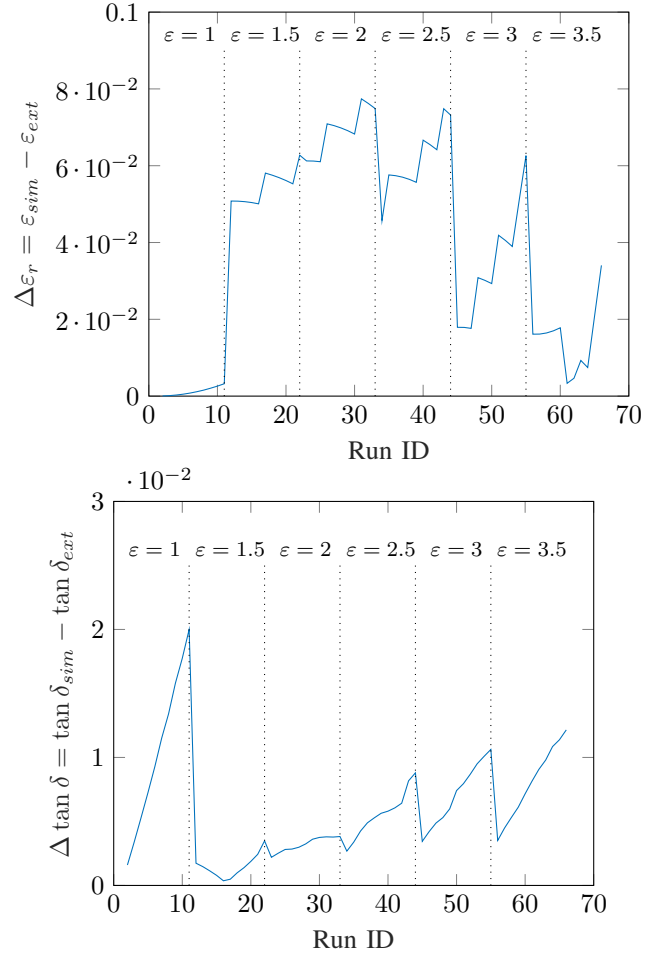 0.1
ε = 1 ε = 1.5 ε = 2 ε = 2.5 ε = 3 ε = 3.5
8 · 10⁻²
6 · 10⁻²
4 · 10⁻²
2 · 10⁻²
0
Δε_r = ε_sim − ε_ext
0 10 20 30 40 50 60 70
Run ID
· 10⁻²
3
ε = 1 ε = 1.5 ε = 2 ε = 2.5 ε = 3 ε = 3.5
2
1
0
Δ tan δ = tan δ_sim − tan δ_ext
0 10 20 30 40 50 60 70
Run ID